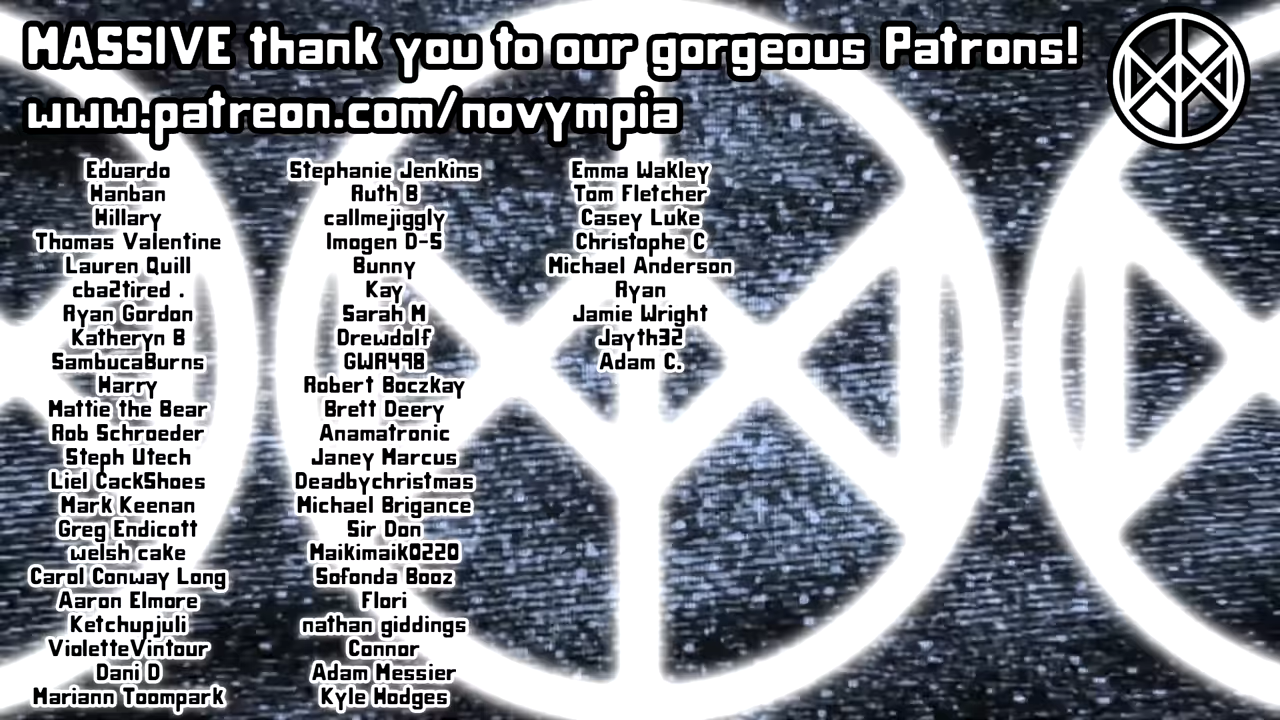 MASSIVE thank you to our gorgeous Patrons!
www.patreon.com/novympia
Eduardo
Hanban
Hillary
Thomas Valentine
Lauren Quill
cba2tired .
Ryan Gordon
Katheryn B
SambucaBurns
Harry
Mattie the Bear
Rob Schroeder
Steph Utech
Liel CackShoes
Mark Keenan
Greg Endicott
welsh cake
Carol Conway Long
Aaron Elmore
Ketchupjuli
VioletteVintour
Dani D
Mariann Toompark
Stephanie Jenkins
Ruth B
callmejiggly
Imogen D-S
Bunny
Kay
Sarah M
Drewdolf
GWA498
Robert Boczkay
Brett Deery
Anamatronic
Janey Marcus
Deadbychristmas
Michael Brigance
Sir Don
Maikimaik0220
Sofonda Booz
Flori
nathan giddings
Connor
Adam Messier
Kyle Hodges
Emma Wakley
Tom Fletcher
Casey Luke
Christophe C
Michael Anderson
Ryan
Jamie Wright
Jayth32
Adam C.